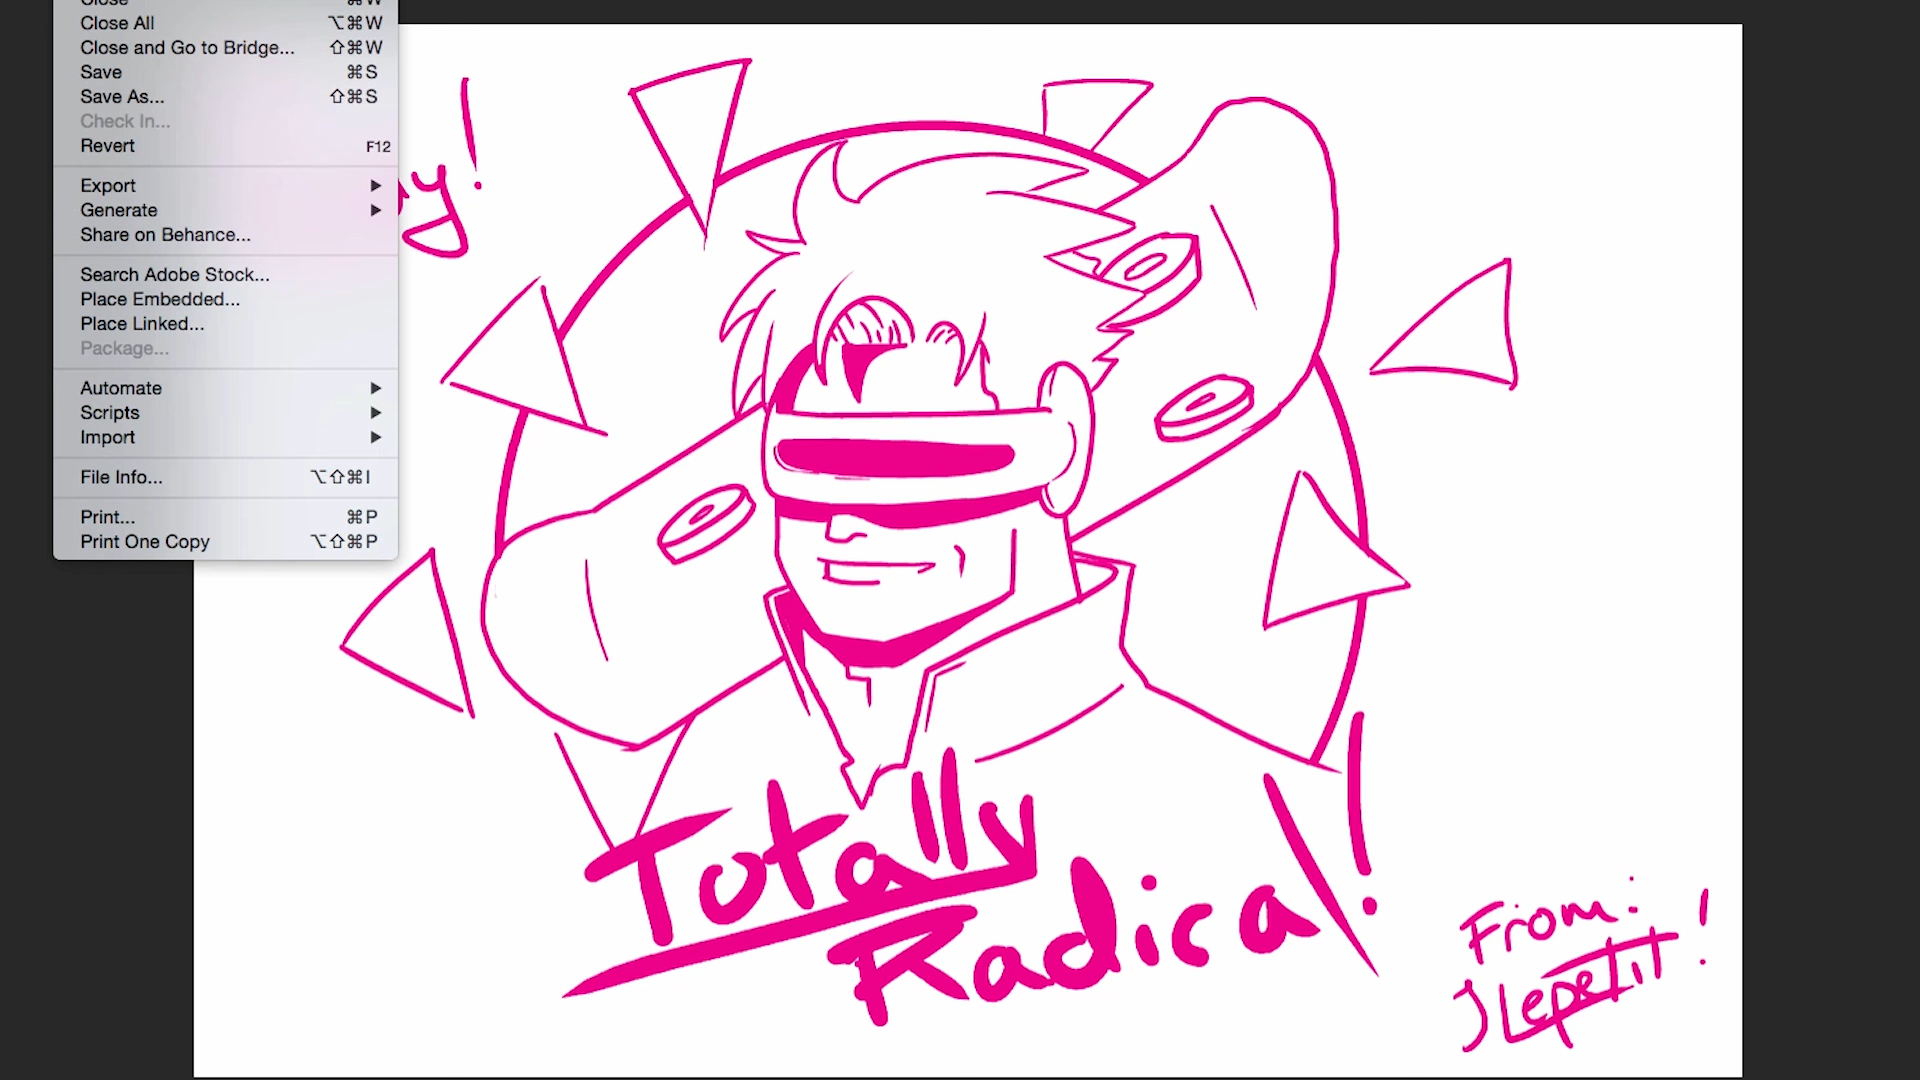 Close ⌘W
Close All ⌥⌘W
Close and Go to Bridge... ⇧⌘W
Save ⌘S
Save As... ⇧⌘S
Check In...
Revert F12
Export
Generate
Share on Behance...
Search Adobe Stock...
Place Embedded...
Place Linked...
Package...
Automate
Scripts
Import
File Info... ⌥⇧⌘I
Print... ⌘P
Print One Copy ⌥⇧⌘P
Totally
Radical!
From:
J Lepetit!